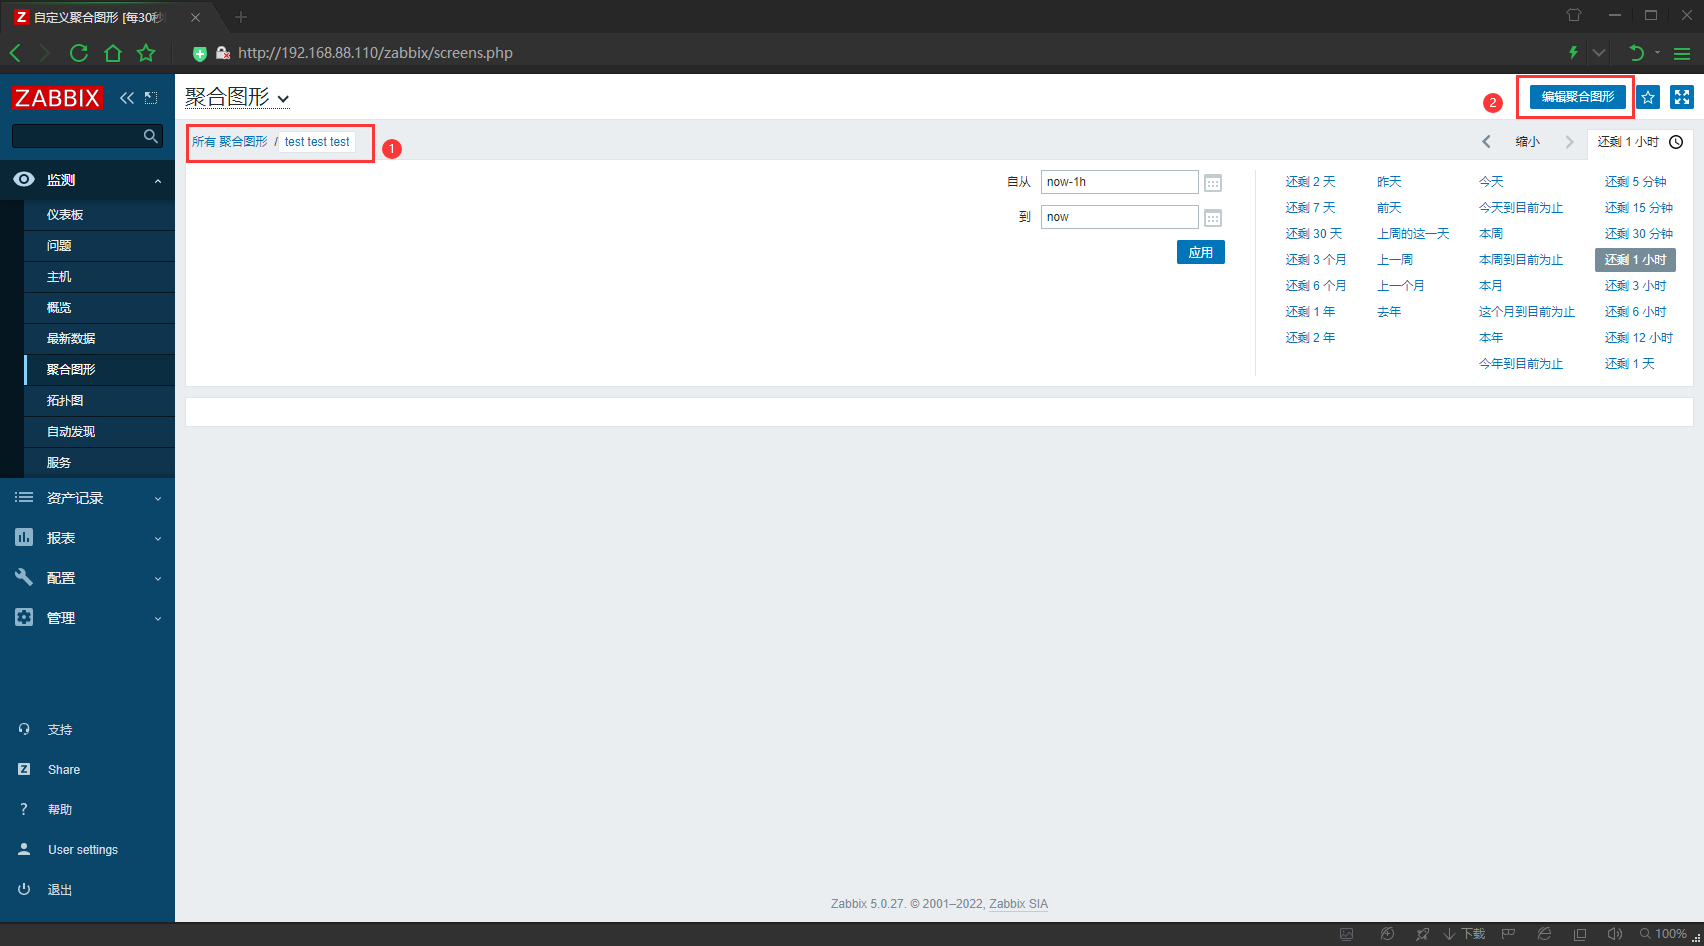 Z 自定义聚合图形 [每30秒
http://192.168.88.110/zabbix/screens.php
ZABBIX
聚合图形
2
编辑聚合图形
所有 聚合图形 / test test test
1
缩小
还剩 1 小时
监测
仪表板
问题
主机
概览
最新数据
聚合图形
拓扑图
自动发现
服务
资产记录
报表
配置
管理
支持
Z Share
? 帮助
User settings
退出
自从 now-1h
到 now
应用
还剩 2 天 昨天 今天 还剩 5 分钟
还剩 7 天 前天 今天到目前为止 还剩 15 分钟
还剩 30 天 上周的这一天 本周 还剩 30 分钟
还剩 3 个月 上一周 本周到目前为止 还剩 1 小时
还剩 6 个月 上一个月 本月 还剩 3 小时
还剩 1 年 去年 这个月到目前为止 还剩 6 小时
还剩 2 年 本年 还剩 12 小时
今年到目前为止 还剩 1 天
Zabbix 5.0.27. © 2001–2022, Zabbix SIA
下载 100%